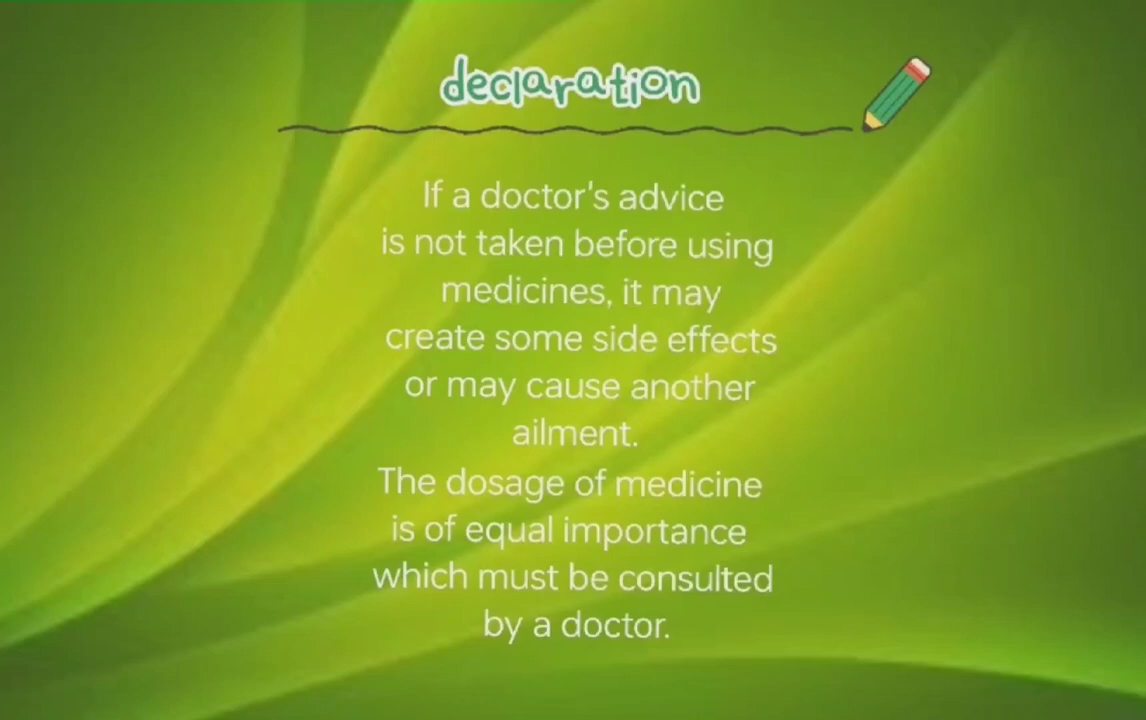 declaration
If a doctor's advice
is not taken before using
medicines, it may
create some side effects
or may cause another
ailment.
The dosage of medicine
is of equal importance
which must be consulted
by a doctor.